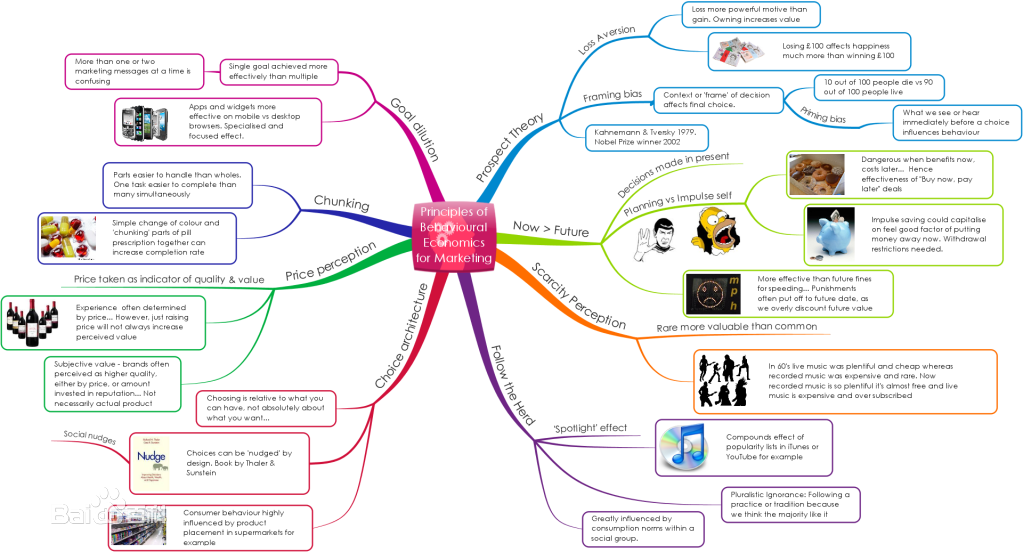 Principles of
Behavioural
Economics
for Marketing
Prospect Theory
Loss Aversion
Loss more powerful motive than
gain. Owning increases value
Losing £100 affects happiness
much more than winning £100
Framing bias
Context or 'frame' of decision
affects final choice.
10 out of 100 people die vs 90
out of 100 people live
Priming bias
What we see or hear
immediately before a choice
influences behaviour
Kahnemann & Tversky 1979.
Nobel Prize winner 2002
Now > Future
Decisions made in present
Planning vs Impulse self
Dangerous when benefits now,
costs later... Hence
effectiveness of "Buy now, pay
later" deals
Impulse saving could capitalise
on feel good factor of putting
money away now. Withdrawal
restrictions needed.
mph
More effective than future fines
for speeding... Punishments
often put off to future date, as
we overly discount future value
Scarcity Perception
Rare more valuable than common
In 60's live music was plentiful and cheap whereas
recorded music was expensive and rare. Now
recorded music is so plentiful it's almost free and live
music is expensive and over subscribed
Follow the Herd
'Spotlight' effect
Compounds effect of
popularity lists in iTunes or
YouTube for example
Pluralistic Ignorance: Following a
practice or tradition because
we think the majority like it
Greatly influenced by
consumption norms within a
social group.
Choice architecture
Choosing is relative to what you
can have, not absolutely about
what you want...
Social nudges
Nudge
Choices can be 'nudged' by
design. Book by Thaler &
Sunstein
Consumer behaviour highly
influenced by product
placement in supermarkets for
example
Price perception
Price taken as indicator of quality & value
Experience often determined
by price... However, just raising
price will not always increase
perceived value
Subjective value - brands often
perceived as higher quality,
either by price, or amount
invested in reputation... Not
necessarily actual product
Chunking
Parts easier to handle than wholes.
One task easier to complete than
many simultaneously
Simple change of colour and
'chunking' parts of pill
prescription together can
increase completion rate
Goal dilution
Single goal achieved more
effectively than multiple
More than one or two
marketing messages at a time is
confusing
Apps and widgets more
effective on mobile vs desktop
browsers. Specialised and
focused effect.
Bai百科